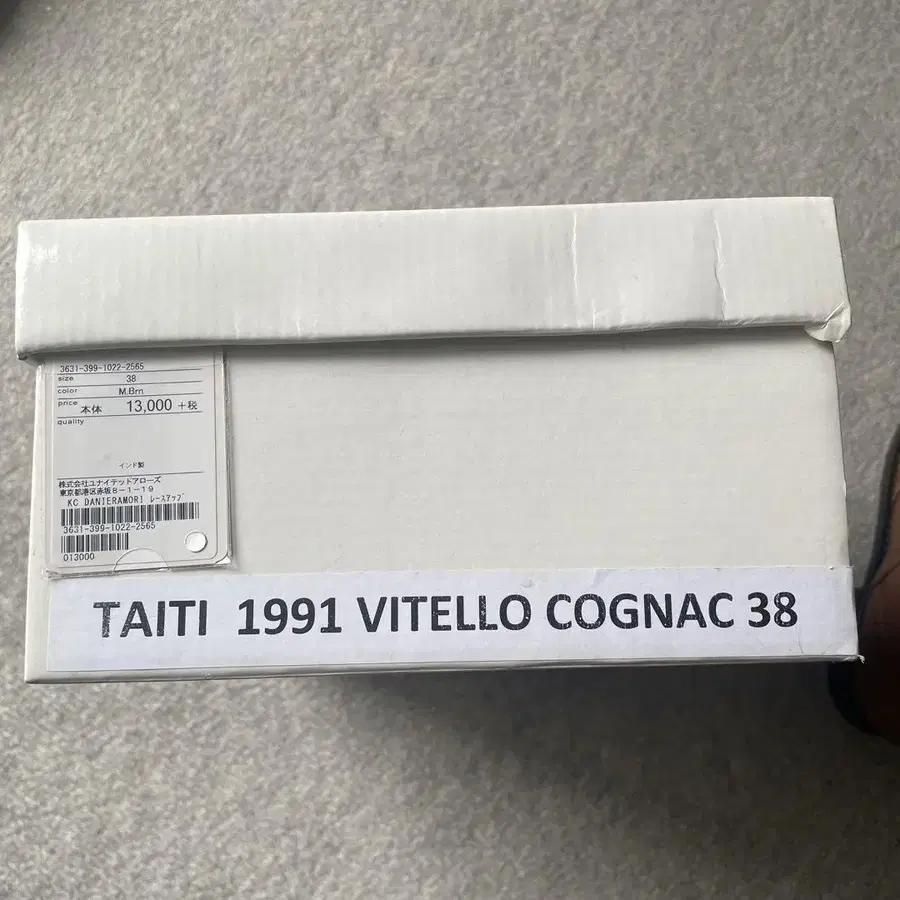 3631-399-1022-2565
size 38
color M.Brn
price 本体 13,000 +税
quality
インド製
株式会社ユナイテッドアローズ
東京都港区赤坂8-1-19
KC DANIERAMORI レースアップ
3631-399-1022-2565
013000
TAITI 1991 VITELLO COGNAC 38